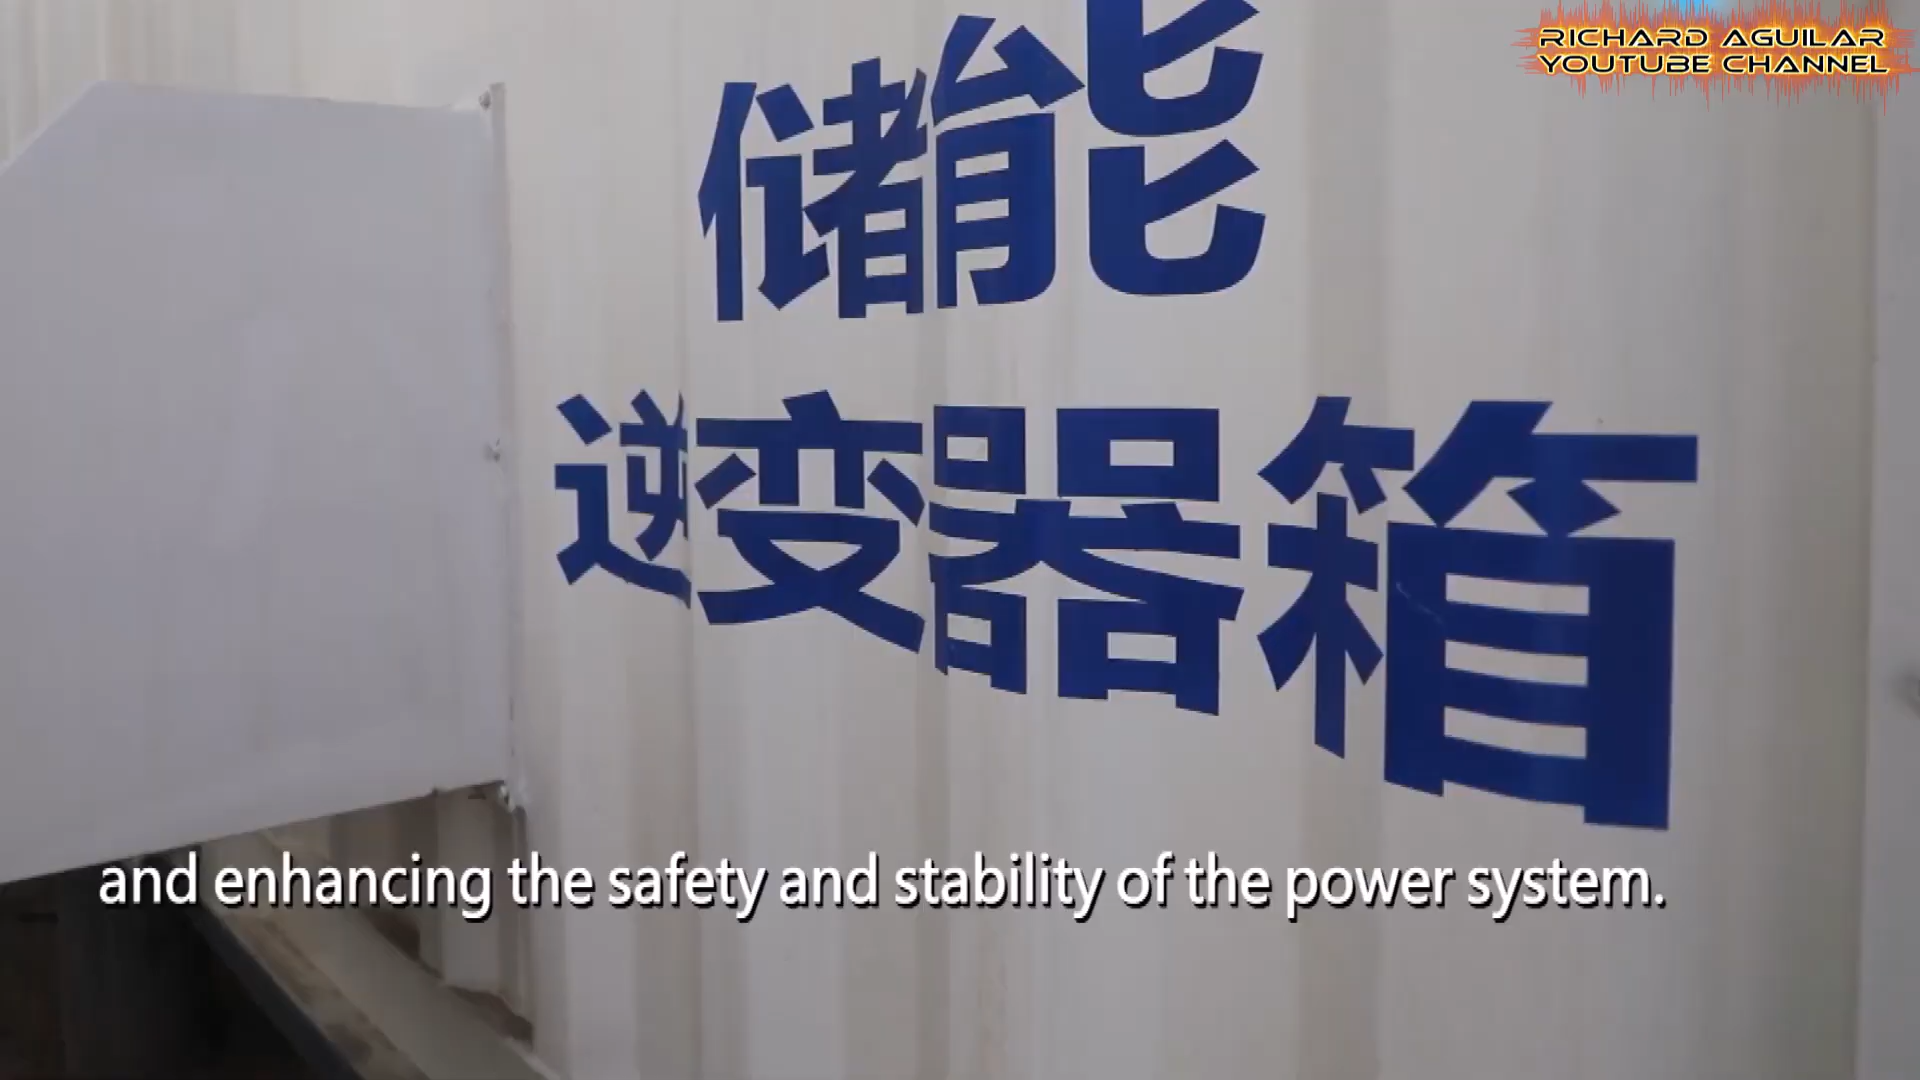 RICHARD AGUILAR
YOUTUBE CHANNEL
储能
逆变器箱
and enhancing the safety and stability of the power system.